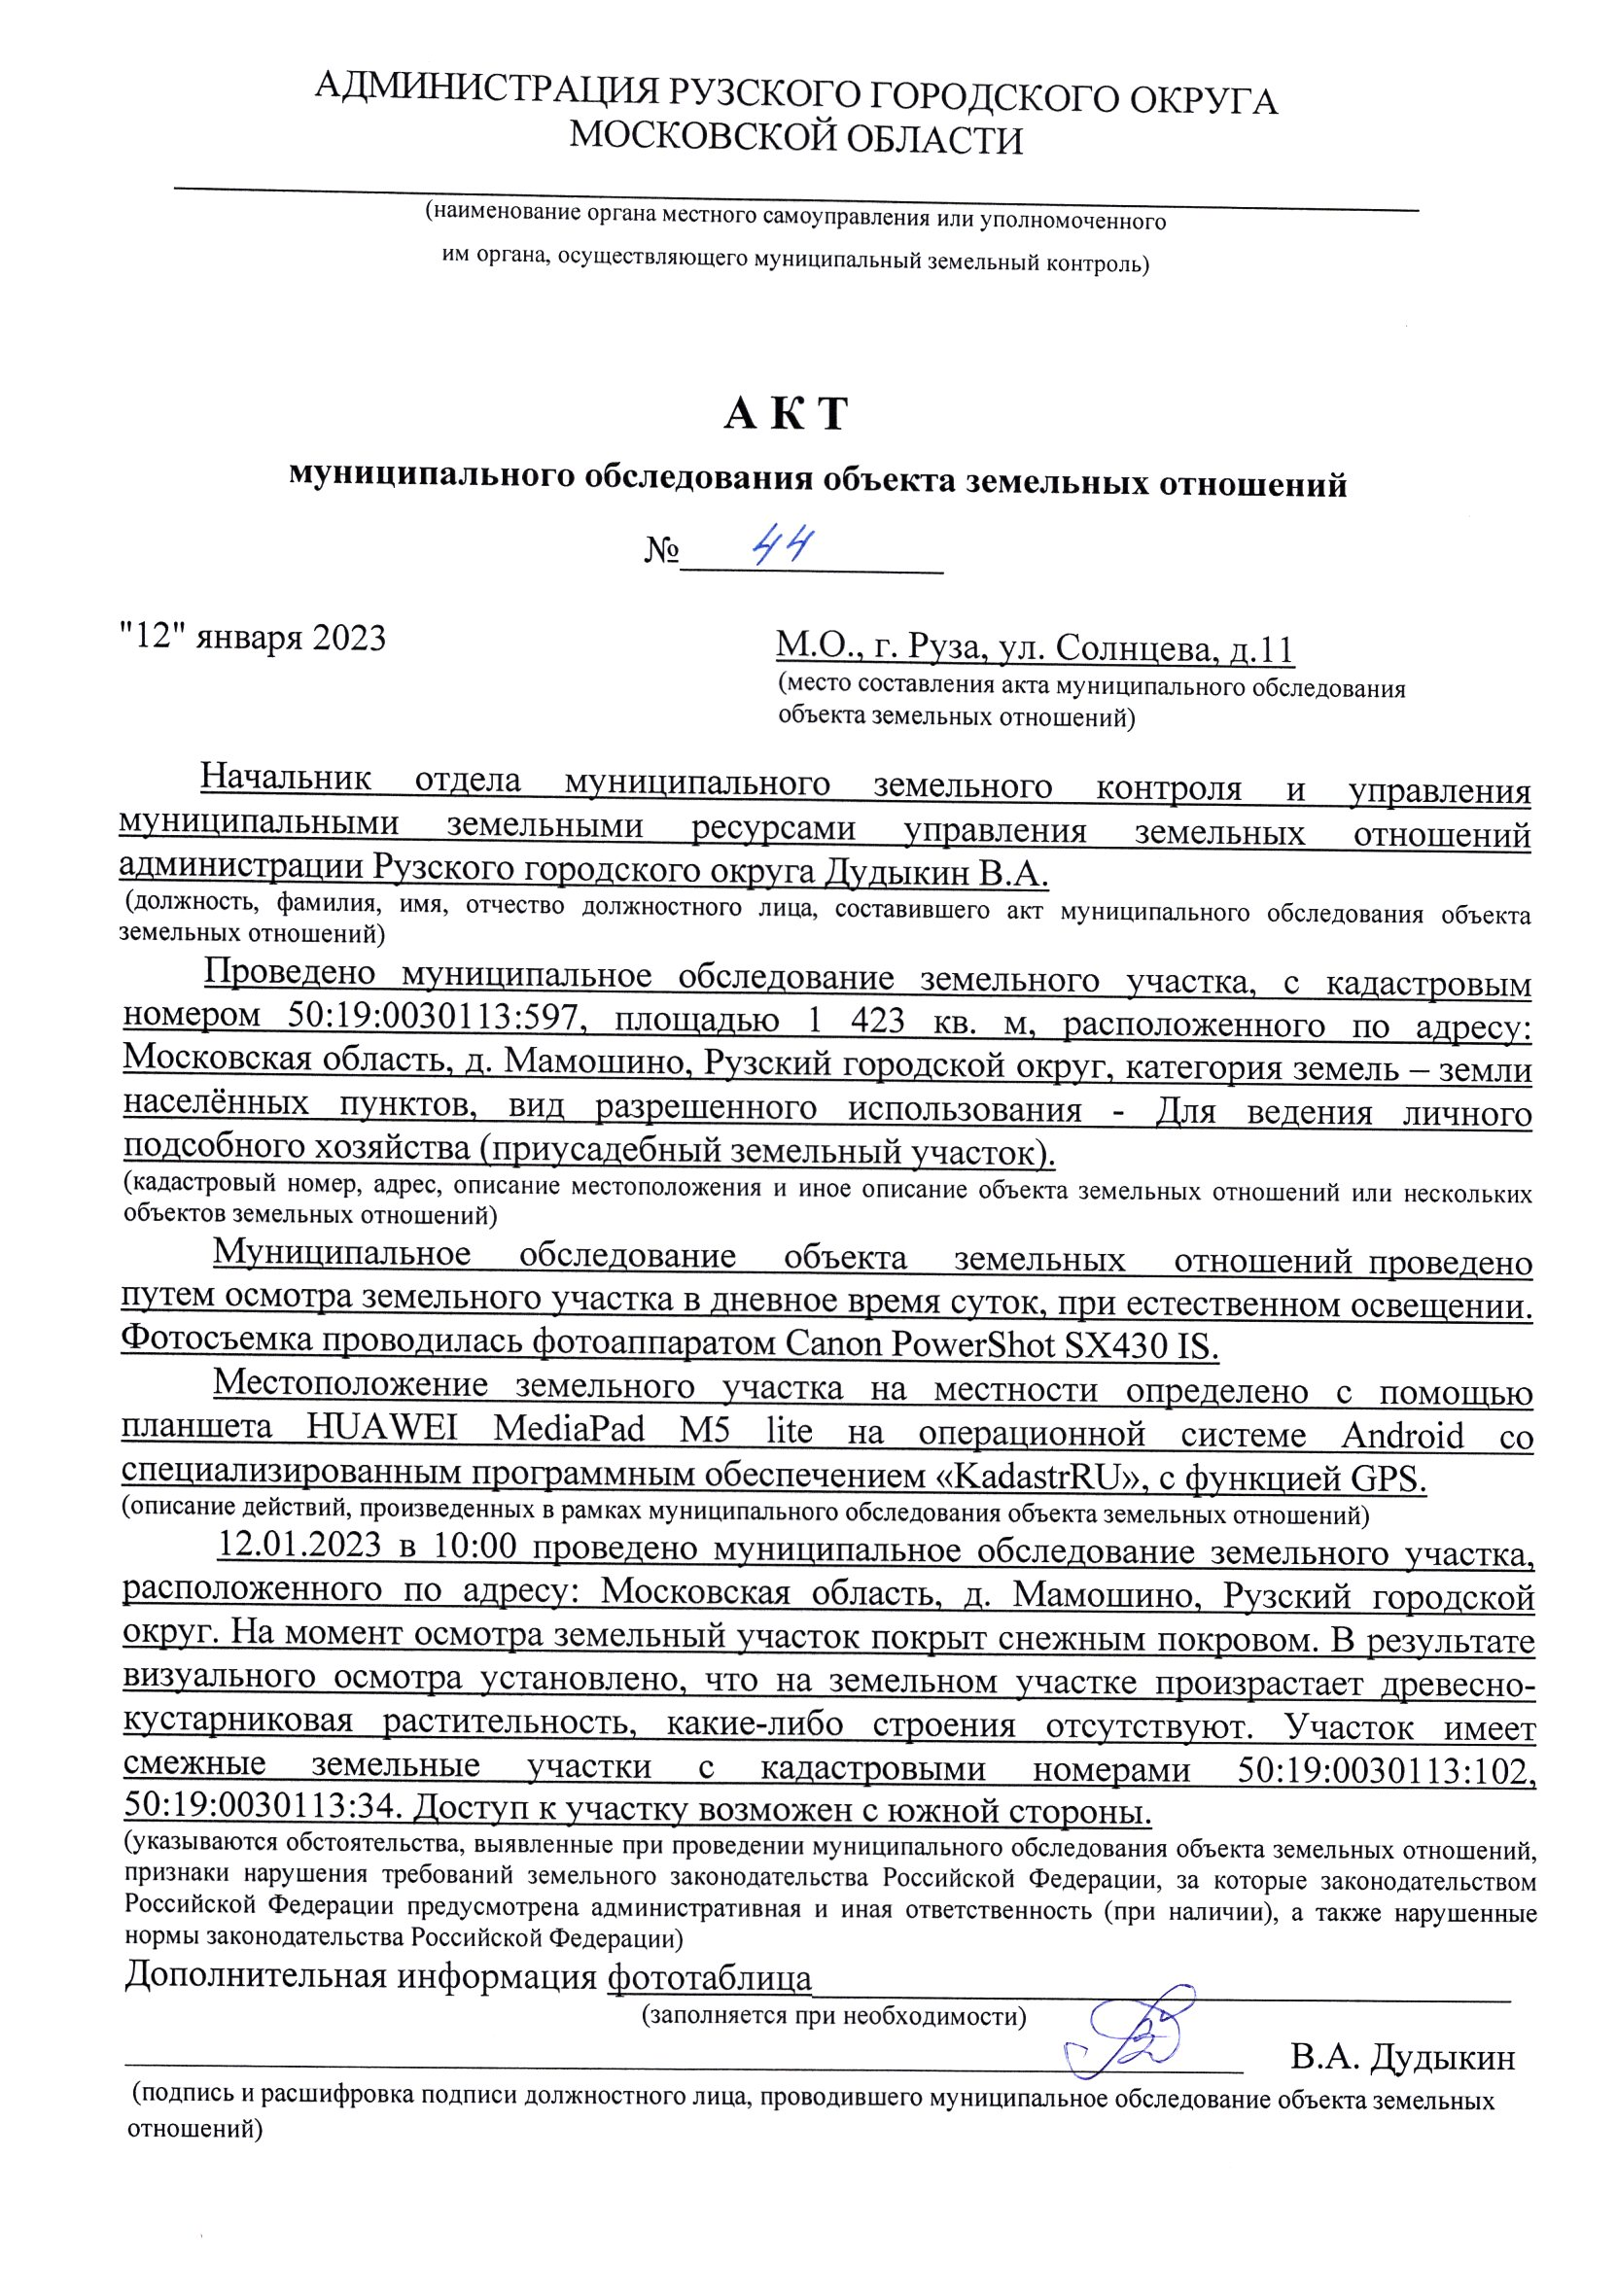 АДМИНИСТРАЦИЯ РУЗСКОГО ГОРОДСКОГО ОКРУГА
МОСКОВСКОЙ ОБЛАСТИ
(наименование органа местного самоуправления или уполномоченного
им органа, осуществляющего муниципальный земельный контроль)
А К Т
муниципального обследования объекта земельных отношений
№ 44
"12" января 2023
М.О., г. Руза, ул. Солнцева, д.11
(место составления акта муниципального обследования
объекта земельных отношений)
Начальник отдела муниципального земельного контроля и управления
муниципальными земельными ресурсами управления земельных отношений
администрации Рузского городского округа Дудыкин В.А.
(должность, фамилия, имя, отчество должностного лица, составившего акт муниципального обследования объекта
земельных отношений)
Проведено муниципальное обследование земельного участка, с кадастровым
номером 50:19:0030113:597, площадью 1 423 кв. м, расположенного по адресу:
Московская область, д. Мамошино, Рузский городской округ, категория земель – земли
населённых пунктов, вид разрешенного использования - Для ведения личного
подсобного хозяйства (приусадебный земельный участок).
(кадастровый номер, адрес, описание местоположения и иное описание объекта земельных отношений или нескольких
объектов земельных отношений)
Муниципальное обследование объекта земельных отношений проведено
путем осмотра земельного участка в дневное время суток, при естественном освещении.
Фотосъемка проводилась фотоаппаратом Canon PowerShot SX430 IS.
Местоположение земельного участка на местности определено с помощью
планшета HUAWEI MediaPad M5 lite на операционной системе Android со
специализированным программным обеспечением «KadastrRU», с функцией GPS.
(описание действий, произведенных в рамках муниципального обследования объекта земельных отношений)
12.01.2023 в 10:00 проведено муниципальное обследование земельного участка,
расположенного по адресу: Московская область, д. Мамошино, Рузский городской
округ. На момент осмотра земельный участок покрыт снежным покровом. В результате
визуального осмотра установлено, что на земельном участке произрастает древесно-
кустарниковая растительность, какие-либо строения отсутствуют. Участок имеет
смежные земельные участки с кадастровыми номерами 50:19:0030113:102,
50:19:0030113:34. Доступ к участку возможен с южной стороны.
(указываются обстоятельства, выявленные при проведении муниципального обследования объекта земельных отношений,
признаки нарушения требований земельного законодательства Российской Федерации, за которые законодательством
Российской Федерации предусмотрена административная и иная ответственность (при наличии), а также нарушенные
нормы законодательства Российской Федерации)
Дополнительная информация фототаблица
(заполняется при необходимости)
В.А. Дудыкин
(подпись и расшифровка подписи должностного лица, проводившего муниципальное обследование объекта земельных
отношений)